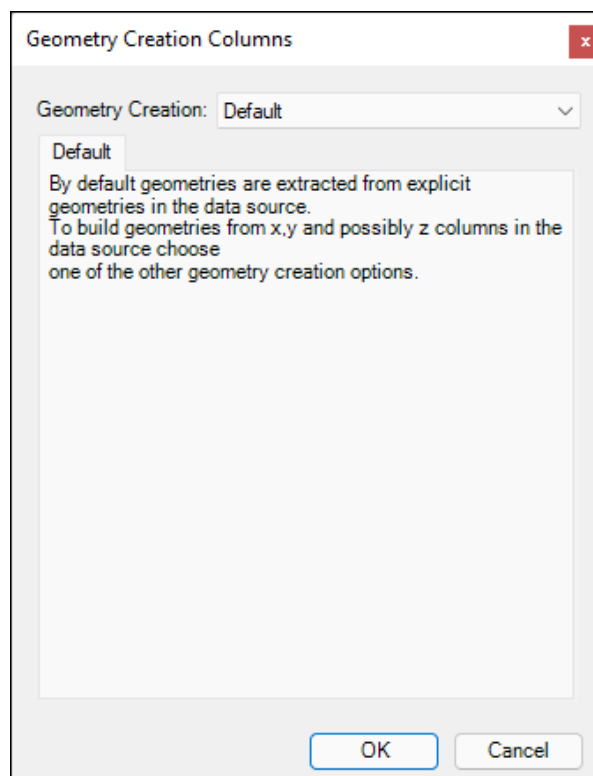 Geometry Creation Columns
x
Geometry Creation: Default
Default
By default geometries are extracted from explicit
geometries in the data source.
To build geometries from x,y and possibly z columns in the
data source choose
one of the other geometry creation options.
OK Cancel